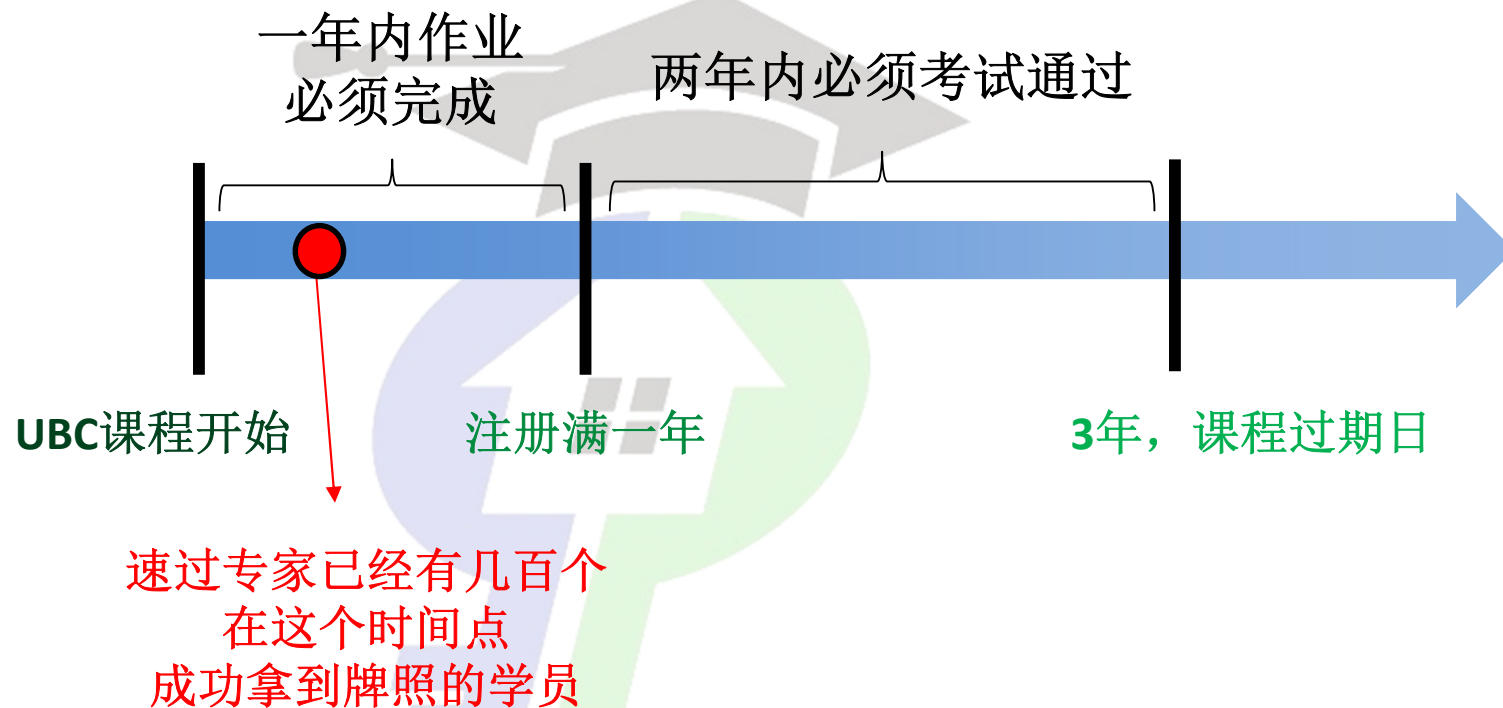 一年内作业
必须完成
两年内必须考试通过
UBC课程开始
注册满一年
3年，课程过期日
速过专家已经有几百个
在这个时间点
成功拿到牌照的学员